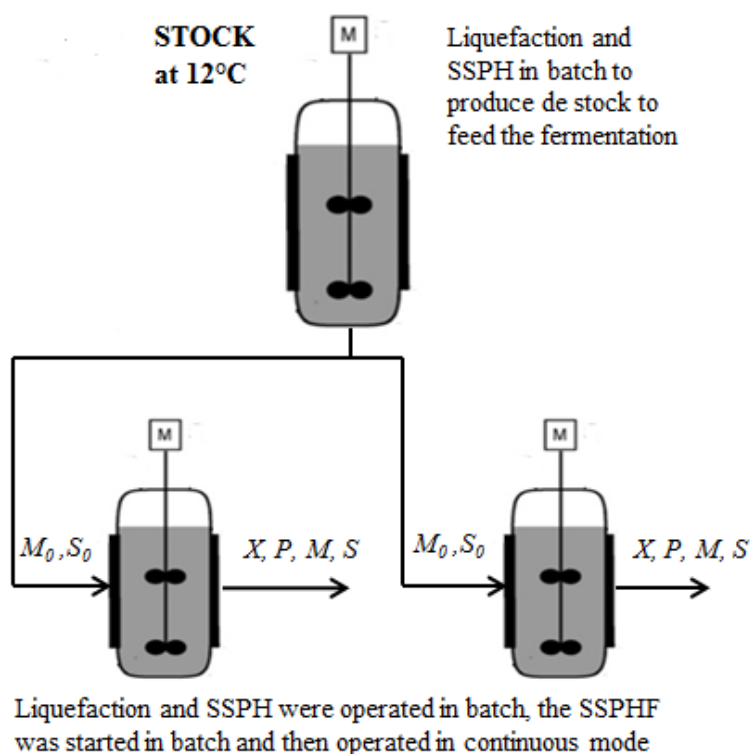 STOCK
at 12°C
M
Liquefaction and
SSPH in batch to
produce de stock to
feed the fermentation
M
M
M₀,S₀
X, P, M, S
M₀,S₀
X, P, M, S
Liquefaction and SSPH were operated in batch, the SSPHF
was started in batch and then operated in continuous mode